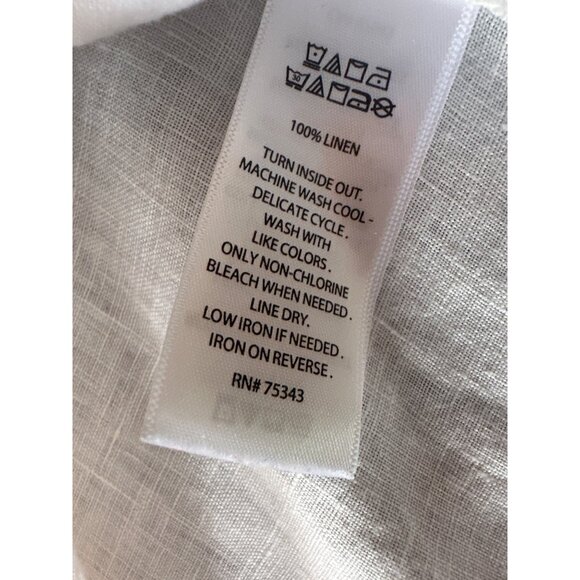 30
100% LINEN
TURN INSIDE OUT.
MACHINE WASH COOL -
DELICATE CYCLE.
WASH WITH
LIKE COLORS.
ONLY NON-CHLORINE
BLEACH WHEN NEEDED.
LINE DRY.
LOW IRON IF NEEDED.
IRON ON REVERSE.
RN# 75343